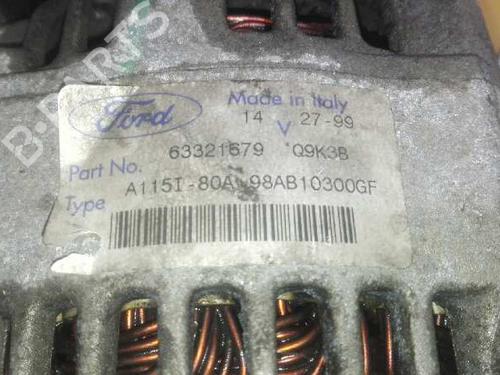 B-PARTS
Ford
Made in Italy
14 V 27-99
Part No. 63321679 Q9K3B
Type A115I-80A 98AB10300GF